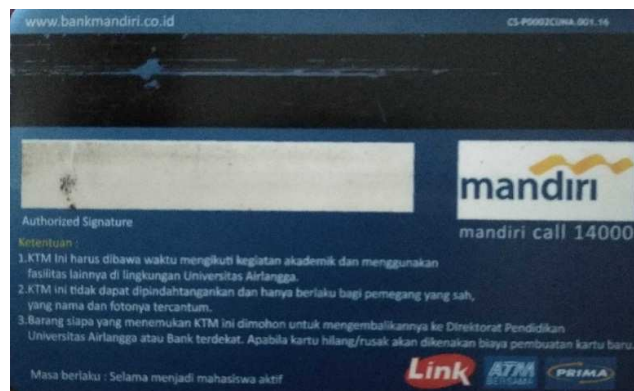 www.bankmandiri.co.id
CS-P0002CUNA.001.16
Authorized Signature
mandiri
mandiri call 14000
Ketentuan :
1.KTM Ini harus dibawa waktu mengikuti kegiatan akademik dan menggunakan
fasilitas lainnya di lingkungan Universitas Airlangga.
2.KTM ini tidak dapat dipindahtangankan dan hanya berlaku bagi pemegang yang sah,
yang nama dan fotonya tercantum.
3.Barang siapa yang menemukan KTM ini dimohon untuk mengembalikannya ke Direktorat Pendidikan
Universitas Airlangga atau Bank terdekat. Apabila kartu hilang/rusak akan dikenakan biaya pembuatan kartu baru.
Masa berlaku : Selama menjadi mahasiswa aktif
Link
ATM
BERSAMA
PRIMA